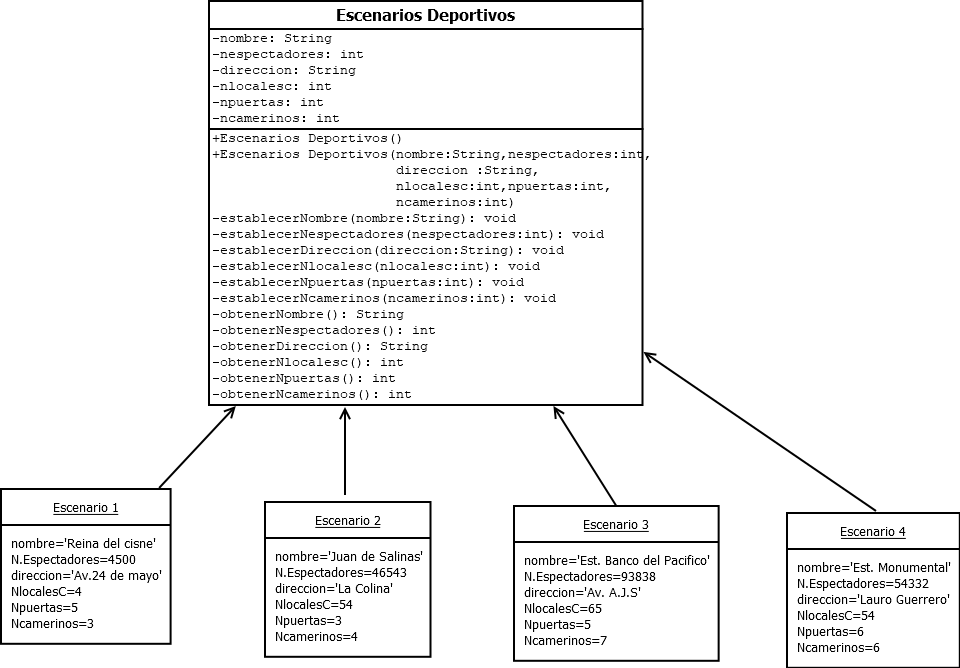 Escenarios Deportivos
-nombre: String
-nespectadores: int
-direccion: String
-nlocalesc: int
-npuertas: int
-ncamerinos: int
+Escenarios Deportivos()
+Escenarios Deportivos(nombre:String,nespectadores:int,
direccion :String,
nlocalesc:int,npuertas:int,
ncamerinos:int)
-establecerNombre(nombre:String): void
-establecerNespectadores(nespectadores:int): void
-establecerDireccion(direccion:String): void
-establecerNlocalesc(nlocalesc:int): void
-establecerNpuertas(npuertas:int): void
-establecerNcamerinos(ncamerinos:int): void
-obtenerNombre(): String
-obtenerNespectadores(): int
-obtenerDireccion(): String
-obtenerNlocalesc(): int
-obtenerNpuertas(): int
-obtenerNcamerinos(): int
Escenario 1
nombre='Reina del cisne'
N.Espectadores=4500
direccion='Av.24 de mayo'
NlocalesC=4
Npuertas=5
Ncamerinos=3
Escenario 2
nombre='Juan de Salinas'
N.Espectadores=46543
direccion='La Colina'
NlocalesC=54
Npuertas=3
Ncamerinos=4
Escenario 3
nombre='Est. Banco del Pacifico'
N.Espectadores=93838
direccion='Av. A.J.S'
NlocalesC=65
Npuertas=5
Ncamerinos=7
Escenario 4
nombre='Est. Monumental'
N.Espectadores=54332
direccion='Lauro Guerrero'
NlocalesC=54
Npuertas=6
Ncamerinos=6